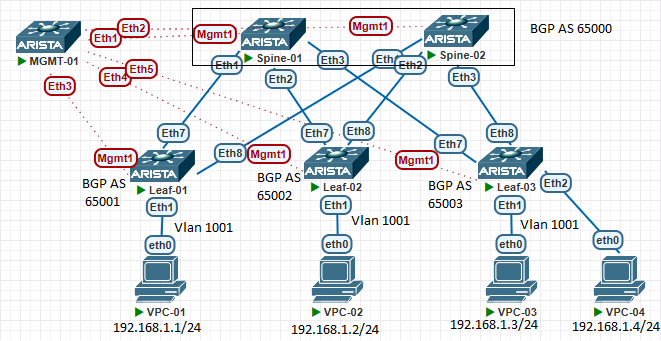 Eth2
Eth1
Mgmt1
Mgmt1
BGP AS 65000
ARISTA
MGMT-01
ARISTA
Spine-01
ARISTA
Spine-02
Eth1
Eth2
Eth3
Eth1
Eth2
Eth3
Eth3
Eth4
Eth5
Eth7
Eth8
Eth7
Eth8
Eth7
Eth8
Mgmt1
Mgmt1
Mgmt1
BGP AS
65001
ARISTA
Leaf-01
BGP AS
65002
ARISTA
Leaf-02
BGP AS
65003
ARISTA
Leaf-03
Eth1
Eth1
Eth1
Eth2
Vlan 1001
Vlan 1001
Vlan 1001
eth0
eth0
eth0
eth0
VPC-01
192.168.1.1/24
VPC-02
192.168.1.2/24
VPC-03
192.168.1.3/24
VPC-04
192.168.1.4/24